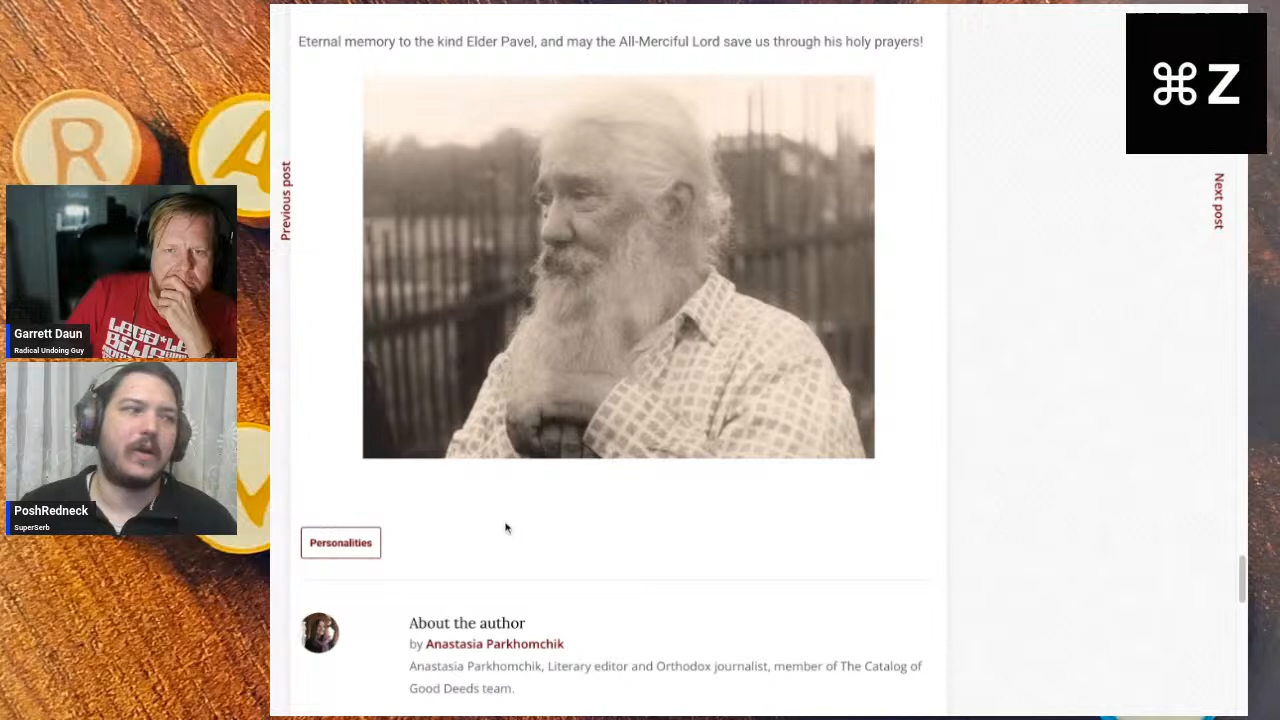 Eternal memory to the kind Elder Pavel, and may the All-Merciful Lord save us through his holy prayers!
⌘ Z
R A
Previous post
Next post
Garrett Daun
Radical Undoing Guy
PoshRedneck
SuperSerb
Personalities
About the author
by Anastasia Parkhomchik
Anastasia Parkhomchik, Literary editor and Orthodox journalist, member of The Catalog of
Good Deeds team.